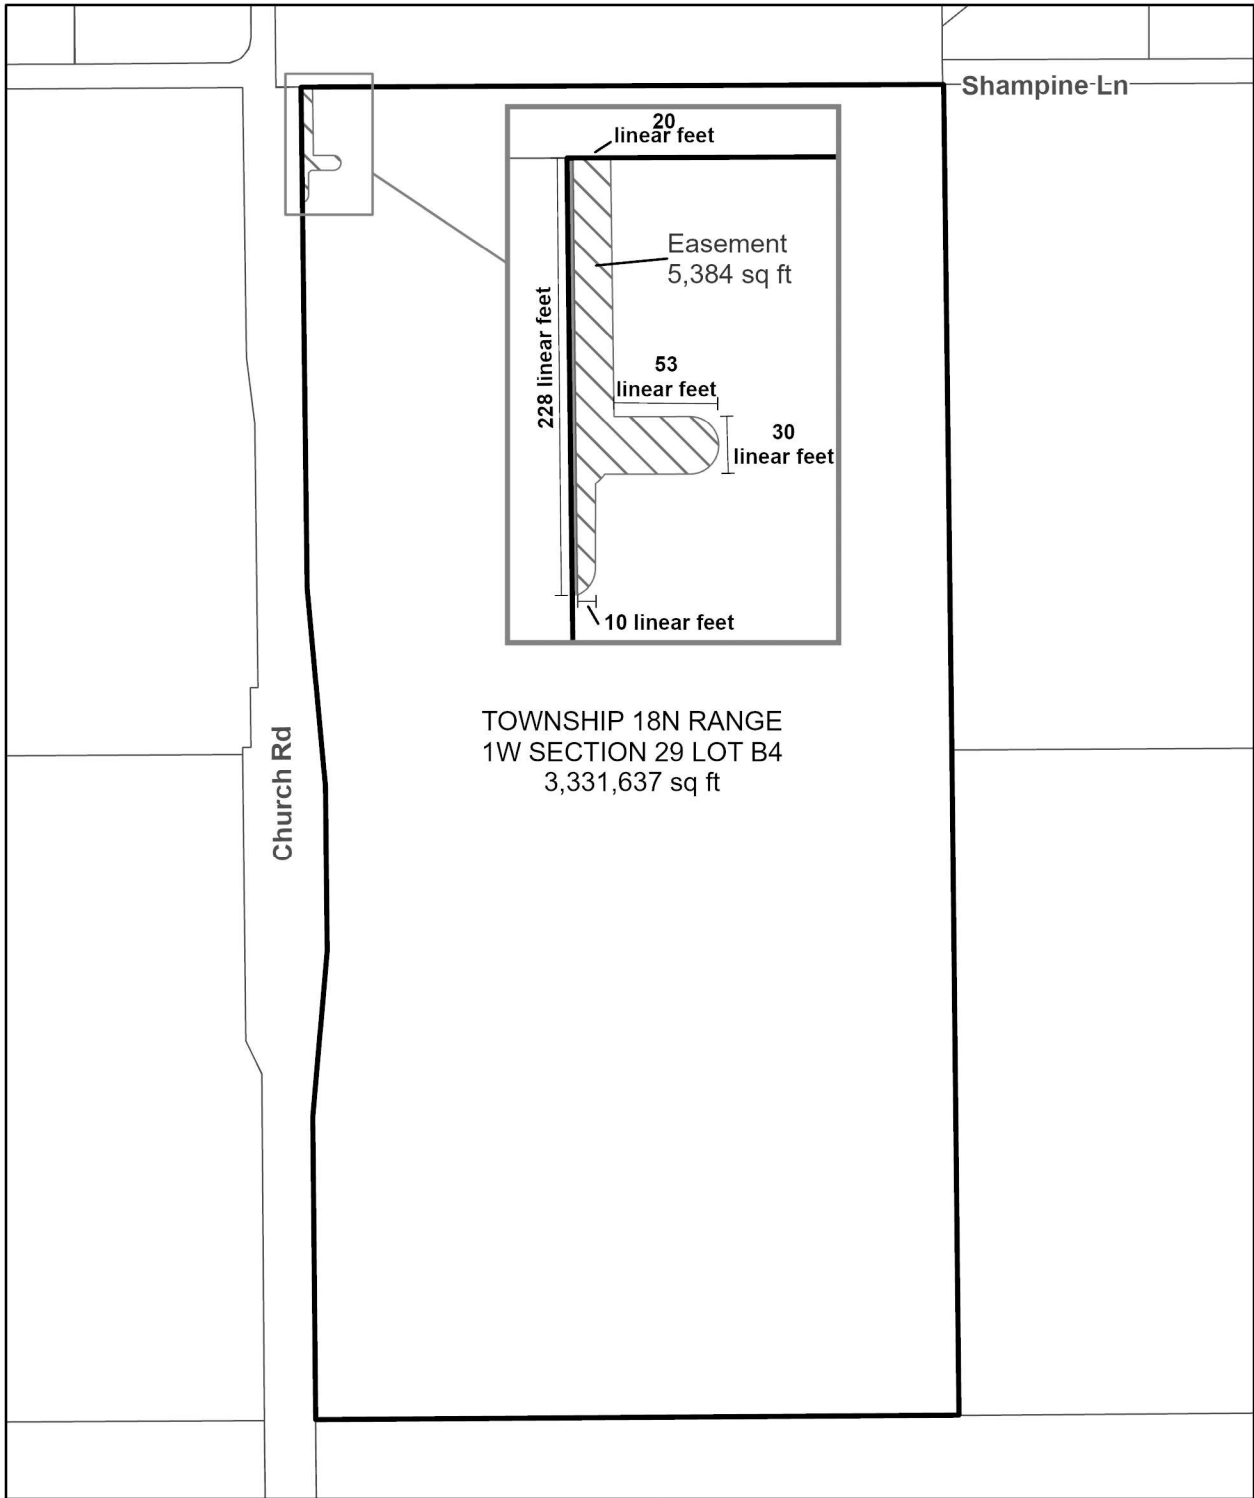 Shampine Ln
20
linear feet
Easement
5,384 sq ft
228 linear feet
53
linear feet
30
linear feet
10 linear feet
TOWNSHIP 18N RANGE
1W SECTION 29 LOT B4
3,331,637 sq ft
Church Rd